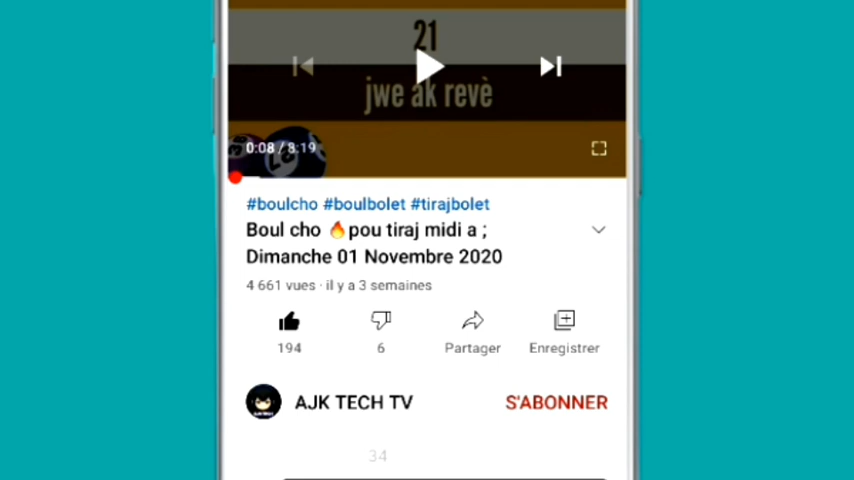 21
jwe ak revè
0:08 / 8:19
#boulcho #boulbolet #tirajbolet
Boul cho 🔥pou tiraj midi a ;
Dimanche 01 Novembre 2020
4 661 vues · il y a 3 semaines
194 6 Partager Enregistrer
AJK TECH TV S'ABONNER
34